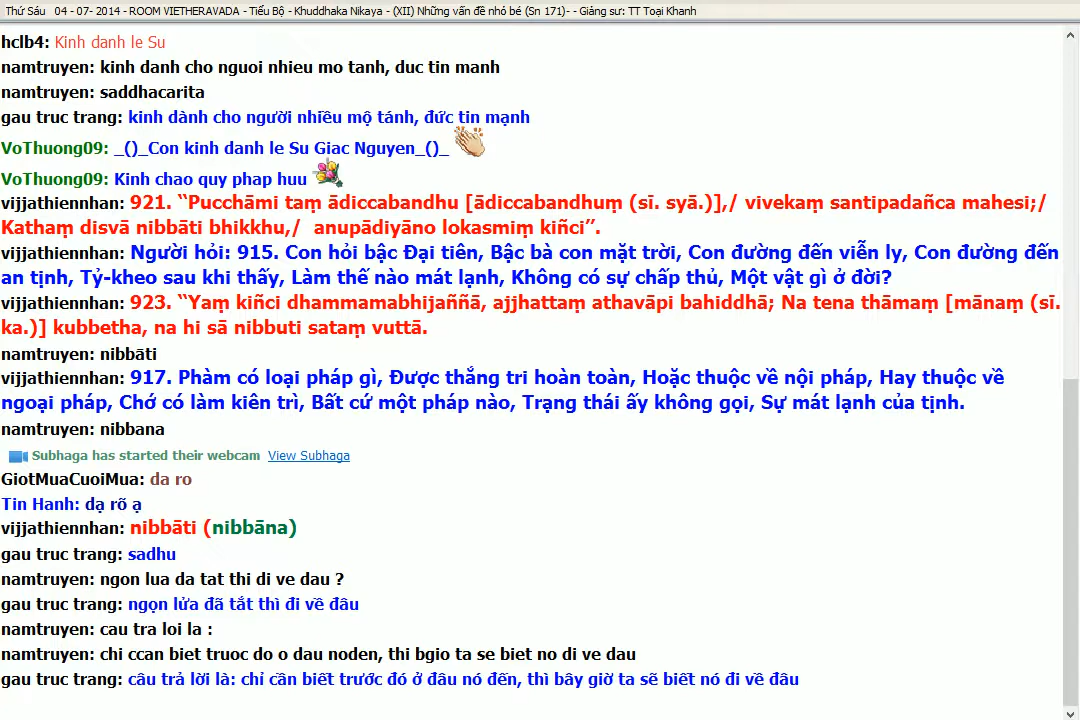 Thứ Sáu   04 - 07- 2014 - ROOM VIETHERAVADA - Tiểu Bộ - Khuddhaka Nikaya - (XII) Những vấn đề nhỏ bé (Sn 171)- - Giảng sư: TT Toại Khanh
hclb4: Kinh danh le Su
namtruyen: kinh danh cho nguoi nhieu mo tanh, duc tin manh
namtruyen: saddhacarita
gau truc trang: kinh dành cho người nhiều mộ tánh, đức tin mạnh
VoThuong09: _()_Con kinh danh le Su Giac Nguyen_()_
VoThuong09: Kinh chao quy phap huu
vijjathiennhan: 921. ‘‘Pucchāmi taṃ ādiccabandhu [ādiccabandhuṃ (sī. syā.)],/ vivekaṃ santipadañca mahesi;/
Kathaṃ disvā nibbāti bhikkhu,/  anupādiyāno lokasmiṃ kiñci’’.
vijjathiennhan: Người hỏi: 915. Con hỏi bậc Đại tiên, Bậc bà con mặt trời, Con đường đến viễn ly, Con đường đến
an tịnh, Tỷ-kheo sau khi thấy, Làm thế nào mát lạnh, Không có sự chấp thủ, Một vật gì ở đời?
vijjathiennhan: 923. ‘‘Yaṃ kiñci dhammamabhijaññā, ajjhattaṃ athavāpi bahiddhā; Na tena thāmaṃ [mānaṃ (sī.
ka.)] kubbetha, na hi sā nibbuti sataṃ vuttā.
namtruyen: nibbāti
vijjathiennhan: 917. Phàm có loại pháp gì, Được thắng tri hoàn toàn, Hoặc thuộc về nội pháp, Hay thuộc về
ngoại pháp, Chớ có làm kiên trì, Bất cứ một pháp nào, Trạng thái ấy không gọi, Sự mát lạnh của tịnh.
namtruyen: nibbana
Subhaga has started their webcam  View Subhaga
GiotMuaCuoiMua: da ro
Tin Hanh: dạ rõ ạ
vijjathiennhan: nibbāti (nibbāna)
gau truc trang: sadhu
namtruyen: ngon lua da tat thi di ve dau ?
gau truc trang: ngọn lửa đã tắt thì đi về đâu
namtruyen: cau tra loi la :
namtruyen: chi ccan biet truoc do o dau noden, thi bgio ta se biet no di ve dau
gau truc trang: câu trả lời là: chỉ cần biết trước đó ở đâu nó đến, thì bây giờ ta sẽ biết nó đi về đâu